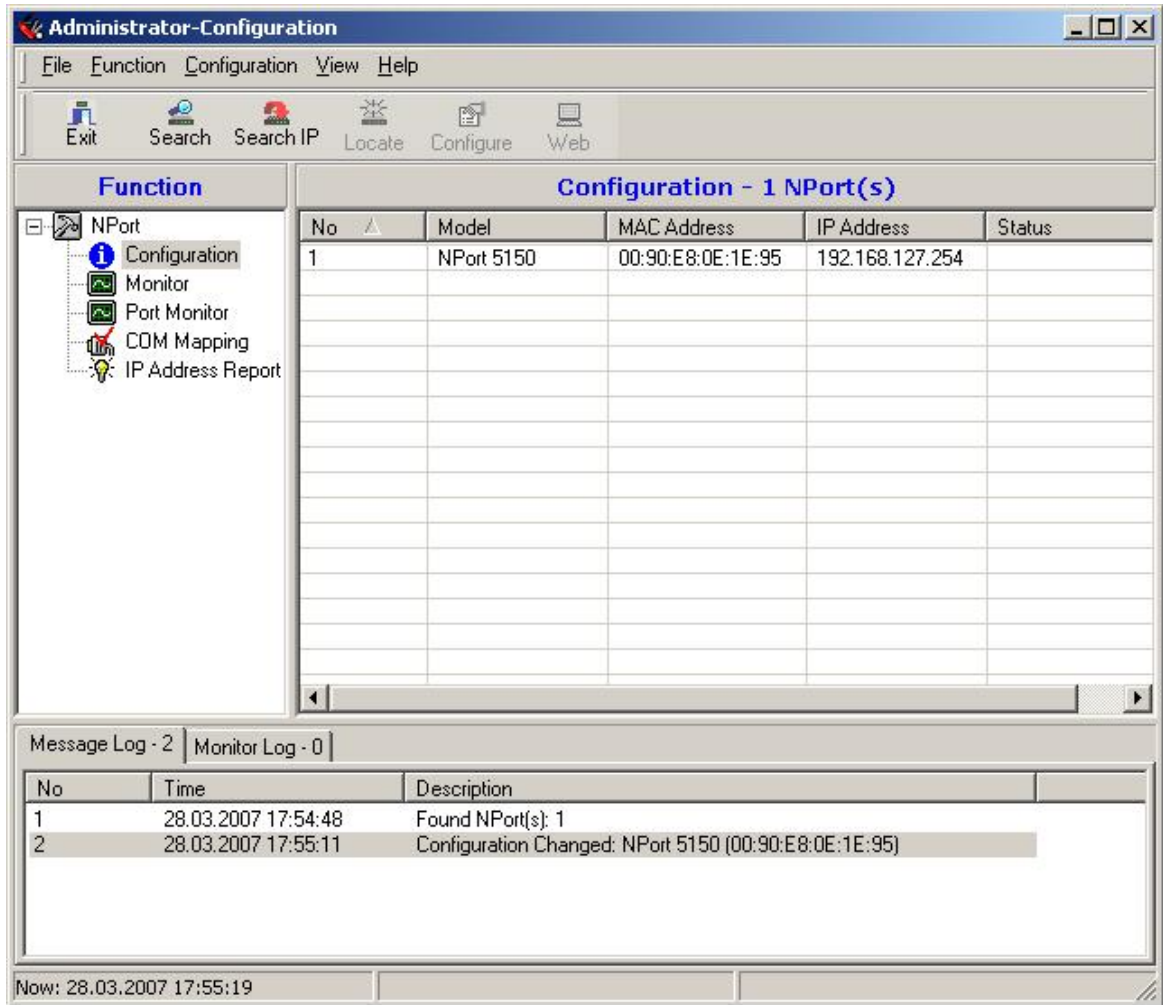 Administrator-Configuration
File Function Configuration View Help
Exit Search Search IP Locate Configure Web
Function
Configuration - 1 NPort(s)
NPort
Configuration
Monitor
Port Monitor
COM Mapping
IP Address Report
No Model MAC Address IP Address Status
1 NPort 5150 00:90:E8:0E:1E:95 192.168.127.254
Message Log - 2 Monitor Log - 0
No Time Description
1 28.03.2007 17:54:48 Found NPort(s): 1
2 28.03.2007 17:55:11 Configuration Changed: NPort 5150 (00:90:E8:0E:1E:95)
Now: 28.03.2007 17:55:19